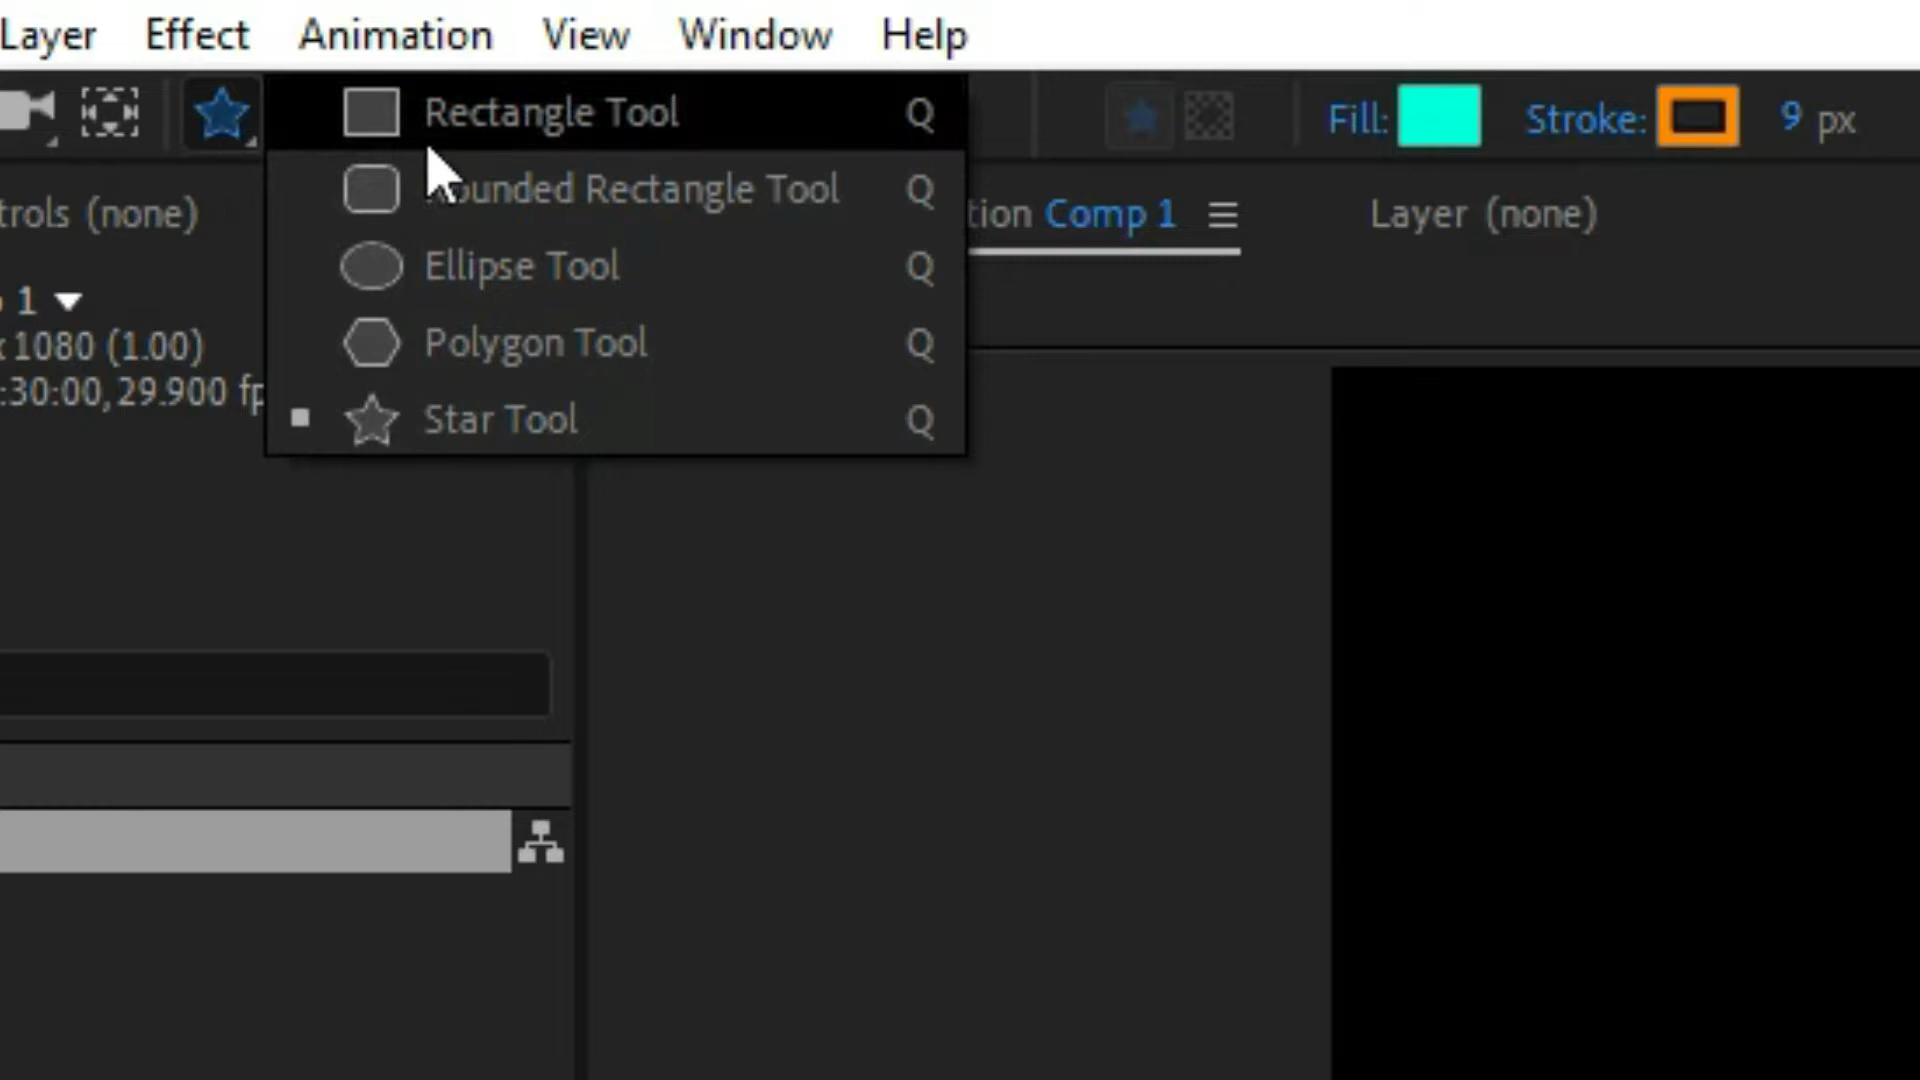 Layer Effect Animation View Window Help
Rectangle Tool Q
Fill: Stroke: 9 px
Rounded Rectangle Tool Q
trols (none)
tion Comp 1
Layer (none)
Ellipse Tool Q
1
Polygon Tool Q
x 1080 (1.00)
:30:00, 29.900 fp
Star Tool Q